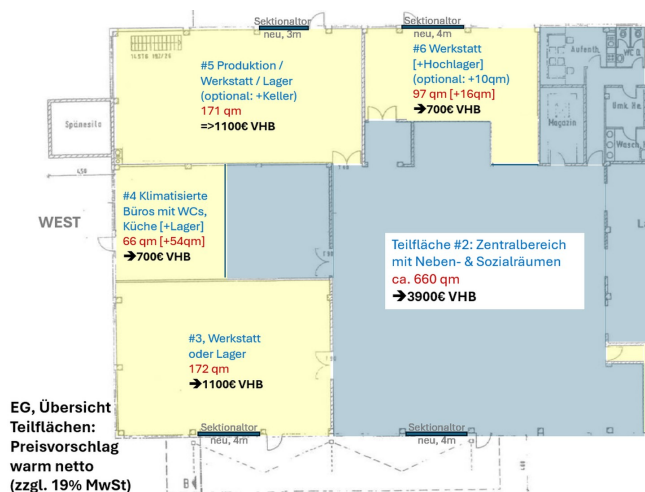 Sektionaltor
neu, 3m
Sektionaltor
neu, 4m
#5 Produktion /
Werkstatt / Lager
(optional: +Keller)
171 qm
=>1100€ VHB
#6 Werkstatt
[+Hochlager]
(optional: +10qm)
97 qm [+16qm]
➔700€ VHB
Aufenth.
WC D.
Magazin
Wasch
Spänesilo
WEST
#4 Klimatisierte
Büros mit WCs,
Küche [+Lager]
66 qm [+54qm]
➔700€ VHB
Teilfläche #2: Zentralbereich
mit Neben- & Sozialräumen
ca. 660 qm
➔3900€ VHB
#3, Werkstatt
oder Lager
172 qm
➔1100€ VHB
EG, Übersicht
Teilflächen:
Preisvorschlag
warm netto
(zzgl. 19% MwSt)
Sektionaltor
neu, 4m
Sektionaltor
neu, 4m
B